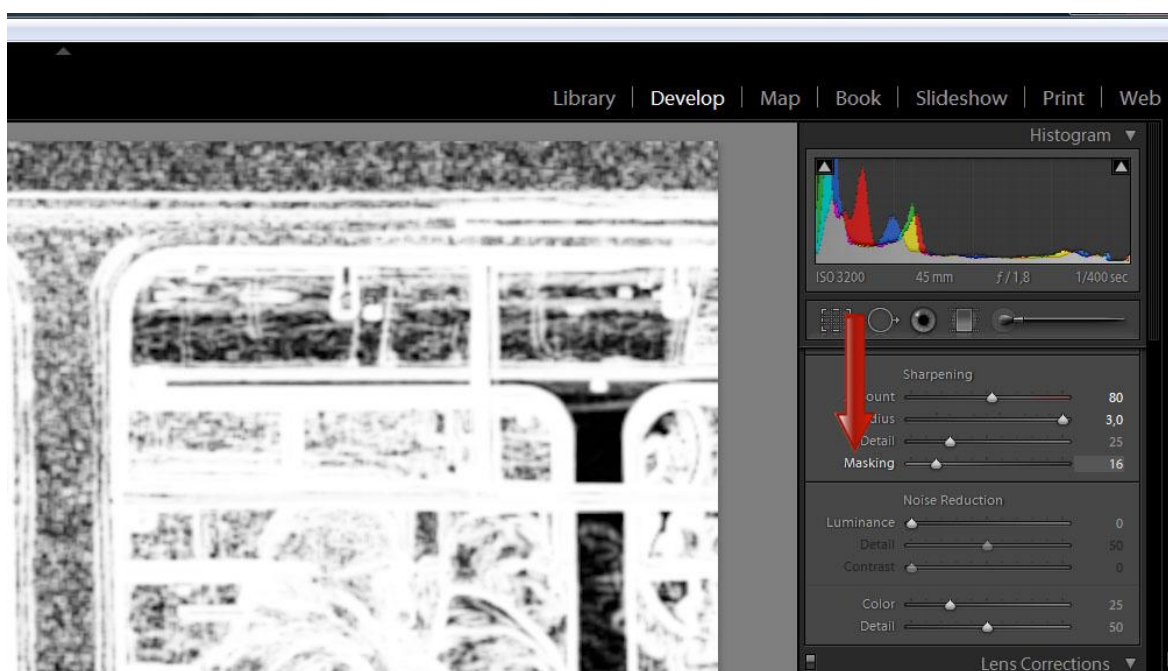 Library | Develop | Map | Book | Slideshow | Print | Web
Histogram
ISO 3200 45 mm ƒ / 1,8 1/400 sec
Sharpening
ount 80
dius 3,0
Detail 25
Masking 16
Noise Reduction
Luminance 0
Detail 50
Contrast 0
Color 25
Detail 50
Lens Corrections